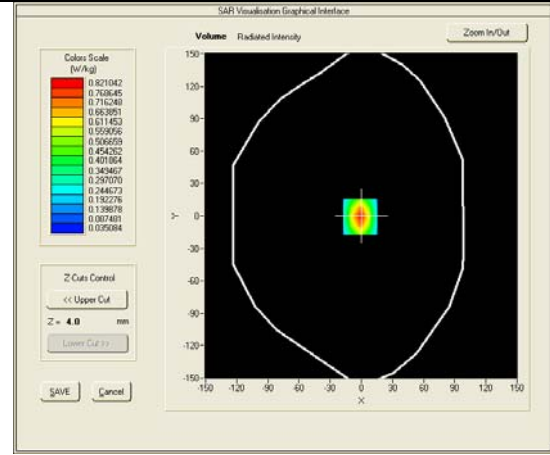 SAR Visualisation Graphical Interface
Volume Radiated Intensity
Zoom In/Out
Colors Scale
(W/kg)
0.821042
0.768645
0.716248
0.663851
0.611453
0.559056
0.506659
0.454262
0.401864
0.349467
0.297070
0.244673
0.192276
0.139878
0.087481
0.035084
Z-Cuts Control
<< Upper Cut
Z = 4.0 mm
Lower Cut >>
SAVE
Cancel
150
120
90
60
30
0
-30
-60
-90
-120
-150
Y
-150 -120 -90 -60 -30 0 30 60 90 120 150
X